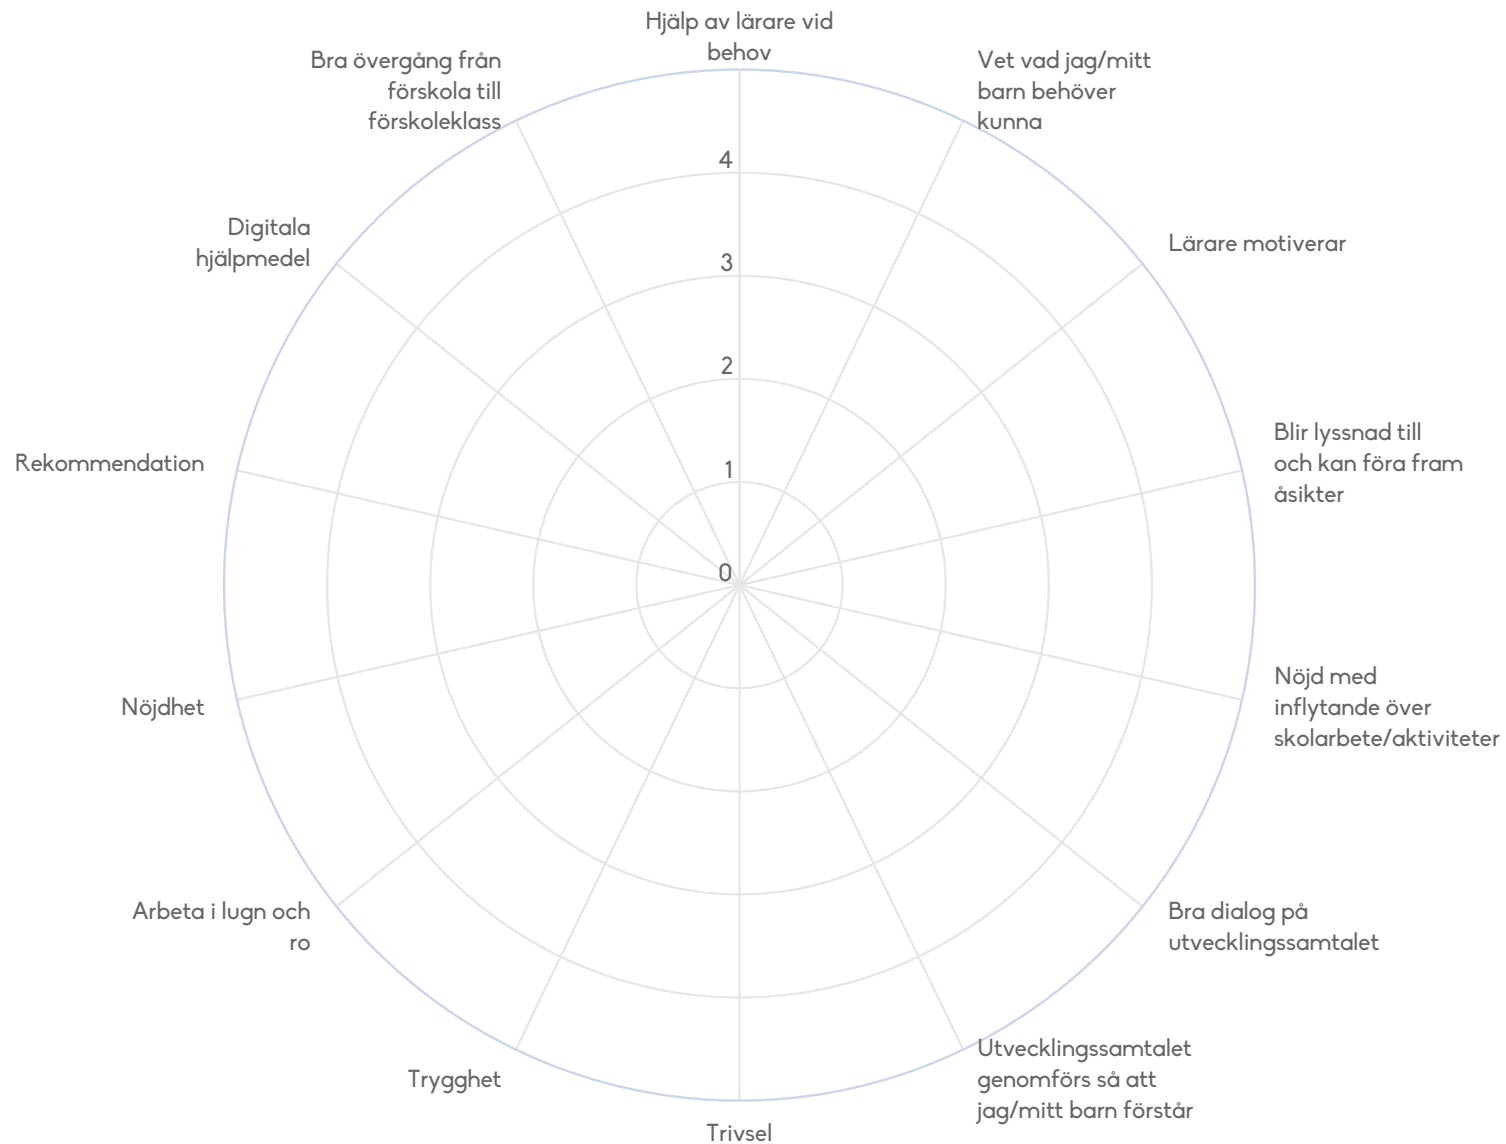 Hjälp av lärare vid
behov
Vet vad jag/mitt
barn behöver
kunna
Lärare motiverar
Blir lyssnad till
och kan föra fram
åsikter
Nöjd med
inflytande över
skolarbete/aktiviteter
Bra dialog på
utvecklingssamtalet
Utvecklingssamtalet
genomförs så att
jag/mitt barn förstår
Trivsel
Trygghet
Arbeta i lugn och
ro
Nöjdhet
Rekommendation
Digitala
hjälpmedel
Bra övergång från
förskola till
förskoleklass
4
3
2
1
0